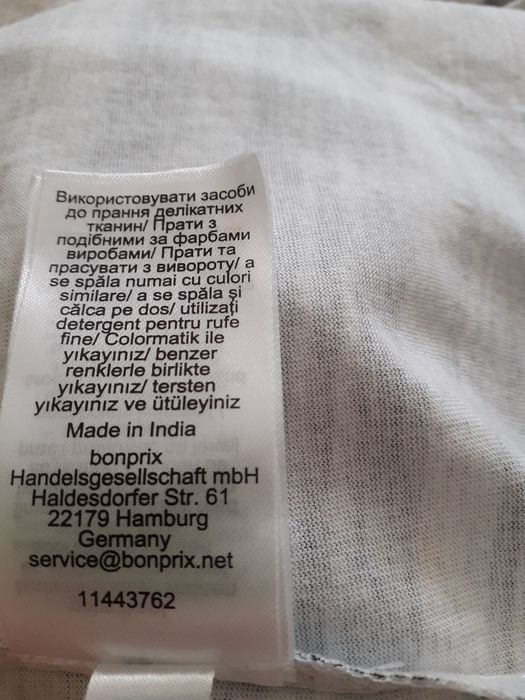 Використовувати засоби
до прання делікатних
тканин/ Прати з
подібними за фарбами
виробами/ Прати та
прасувати з вивороту/ a
se spăla numai cu culori
similare/ a se spăla și
călca pe dos/ utilizați
detergent pentru rufe
fine/ Colormatik ile
yıkayınız/ benzer
renklerle birlikte
yıkayınız/ tersten
yıkayınız ve ütüleyiniz
Made in India
bonprix
Handelsgesellschaft mbH
Haldesdorfer Str. 61
22179 Hamburg
Germany
service@bonprix.net
11443762